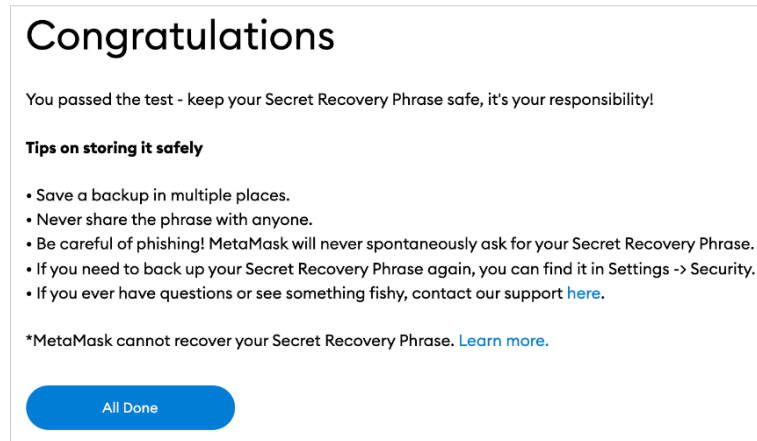 Congratulations
You passed the test - keep your Secret Recovery Phrase safe, it's your responsibility!
Tips on storing it safely
• Save a backup in multiple places.
• Never share the phrase with anyone.
• Be careful of phishing! MetaMask will never spontaneously ask for your Secret Recovery Phrase.
• If you need to back up your Secret Recovery Phrase again, you can find it in Settings -> Security.
• If you ever have questions or see something fishy, contact our support here.
*MetaMask cannot recover your Secret Recovery Phrase. Learn more.
All Done